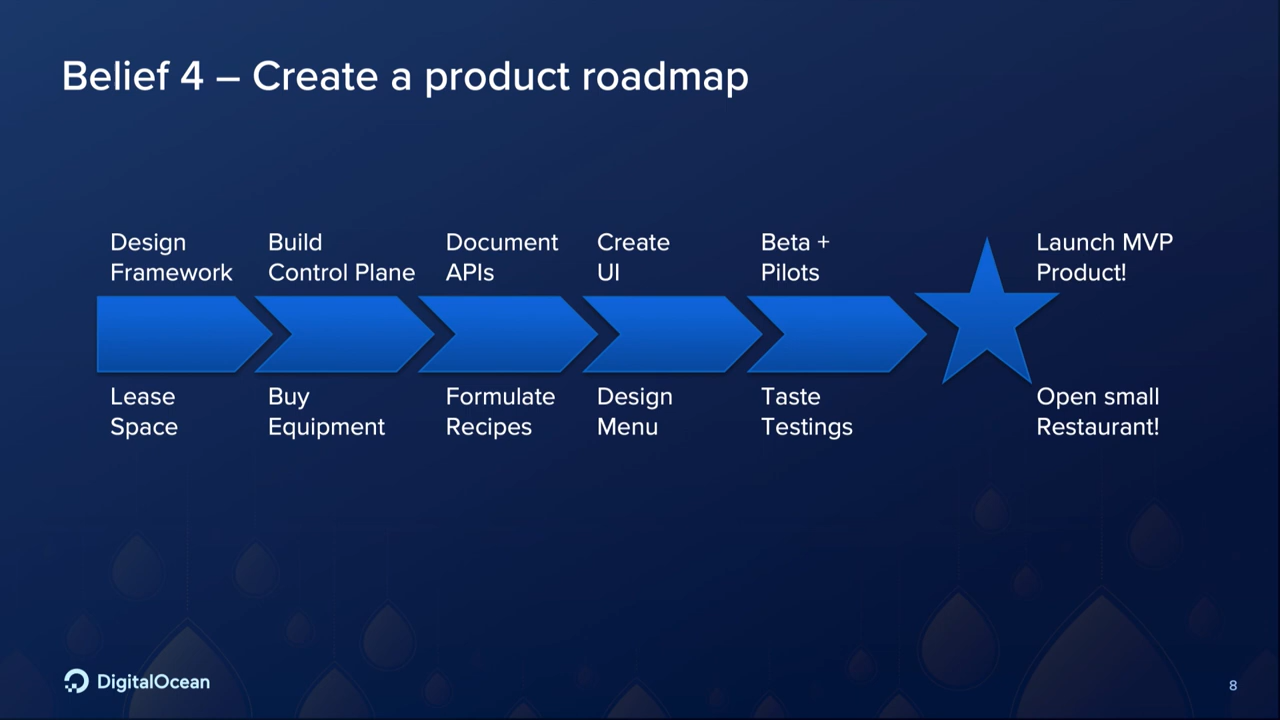 Belief 4 – Create a product roadmap
Design
Framework
Build
Control Plane
Document
APIs
Create
UI
Beta +
Pilots
Launch MVP
Product!
Lease
Space
Buy
Equipment
Formulate
Recipes
Design
Menu
Taste
Testings
Open small
Restaurant!
DigitalOcean
8